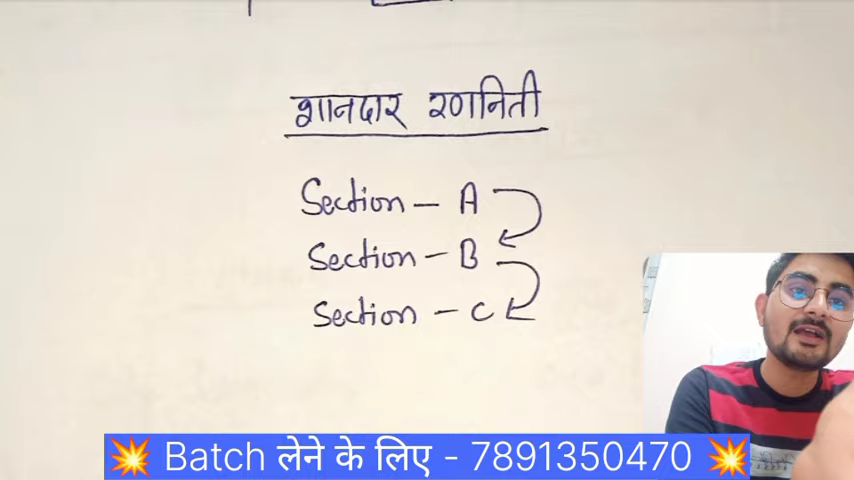 शानदार रणनिती
Section - A
Section - B
Section - C
💥 Batch लेने के लिए - 7891350470 💥